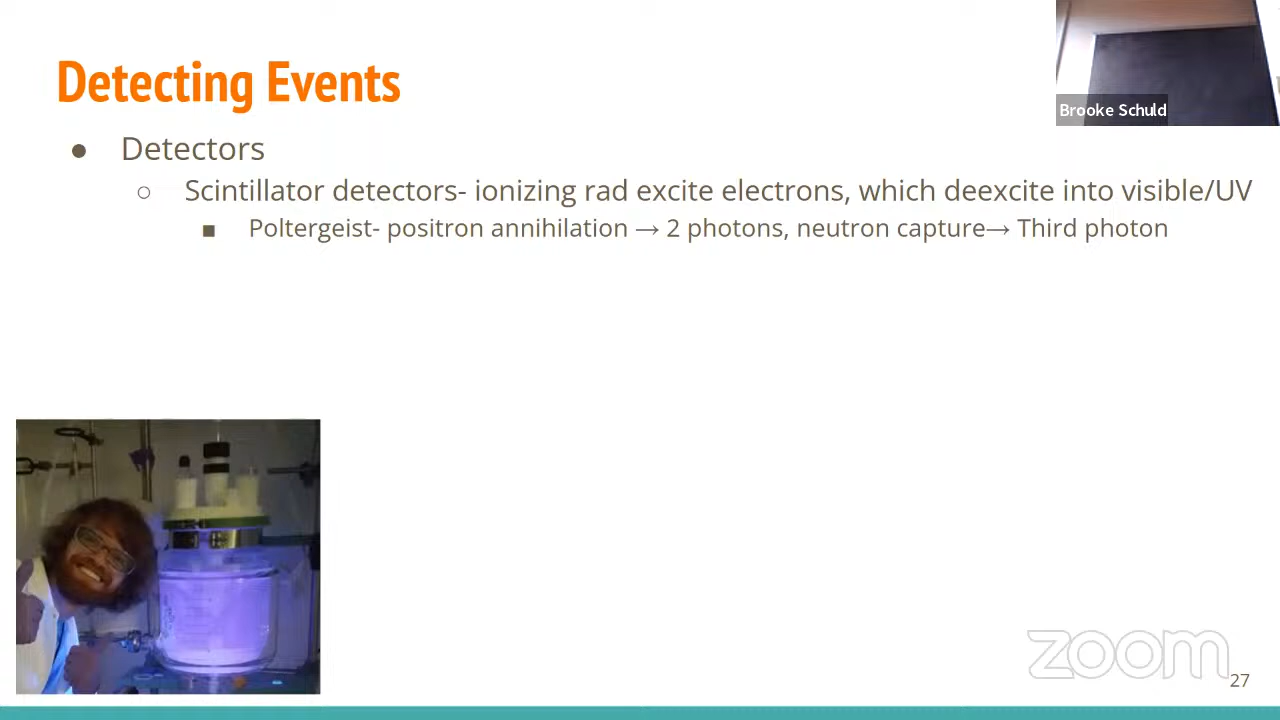 Detecting Events
Brooke Schuld
● Detectors
○ Scintillator detectors- ionizing rad excite electrons, which deexcite into visible/UV
■ Poltergeist- positron annihilation → 2 photons, neutron capture→ Third photon
zoom
27